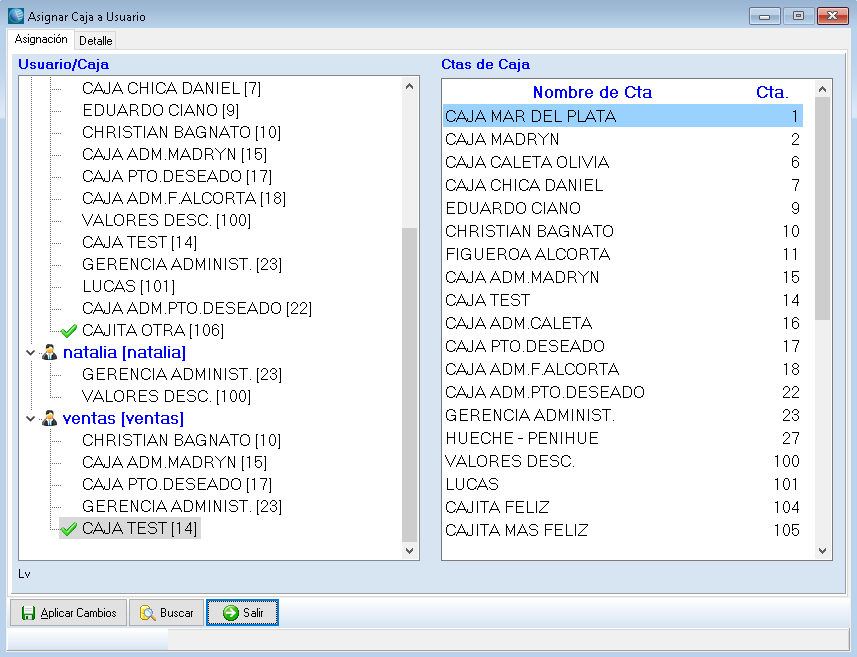 Asignar Caja a Usuario
Asignación
Detalle
Usuario/Caja
CAJA CHICA DANIEL [7]
EDUARDO CIANO [9]
CHRISTIAN BAGNATO [10]
CAJA ADM.MADRYN [15]
CAJA PTO.DESEADO [17]
CAJA ADM.F.ALCORTA [18]
VALORES DESC. [100]
CAJA TEST [14]
GERENCIA ADMINIST. [23]
LUCAS [101]
CAJA ADM.PTO.DESEADO [22]
CAJITA OTRA [106]
natalia [natalia]
GERENCIA ADMINIST. [23]
VALORES DESC. [100]
ventas [ventas]
CHRISTIAN BAGNATO [10]
CAJA ADM.MADRYN [15]
CAJA PTO.DESEADO [17]
GERENCIA ADMINIST. [23]
CAJA TEST [14]
Ctas de Caja
Nombre de Cta Cta.
CAJA MAR DEL PLATA 1
CAJA MADRYN 2
CAJA CALETA OLIVIA 6
CAJA CHICA DANIEL 7
EDUARDO CIANO 9
CHRISTIAN BAGNATO 10
FIGUEROA ALCORTA 11
CAJA ADM.MADRYN 15
CAJA TEST 14
CAJA ADM.CALETA 16
CAJA PTO.DESEADO 17
CAJA ADM.F.ALCORTA 18
CAJA ADM.PTO.DESEADO 22
GERENCIA ADMINIST. 23
HUECHE - PENIHUE 27
VALORES DESC. 100
LUCAS 101
CAJITA FELIZ 104
CAJITA MAS FELIZ 105
Lv
Aplicar Cambios
Buscar
Salir